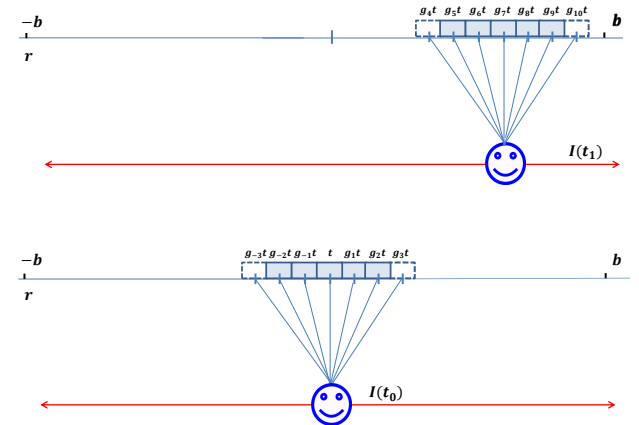 -b g₄t g₅t g₆t g₇t g₈t g₉t g₁₀t b
r
I(t₁)
-b g₋₃t g₋₂t g₋₁t t g₁t g₂t g₃t b
r
I(t₀)